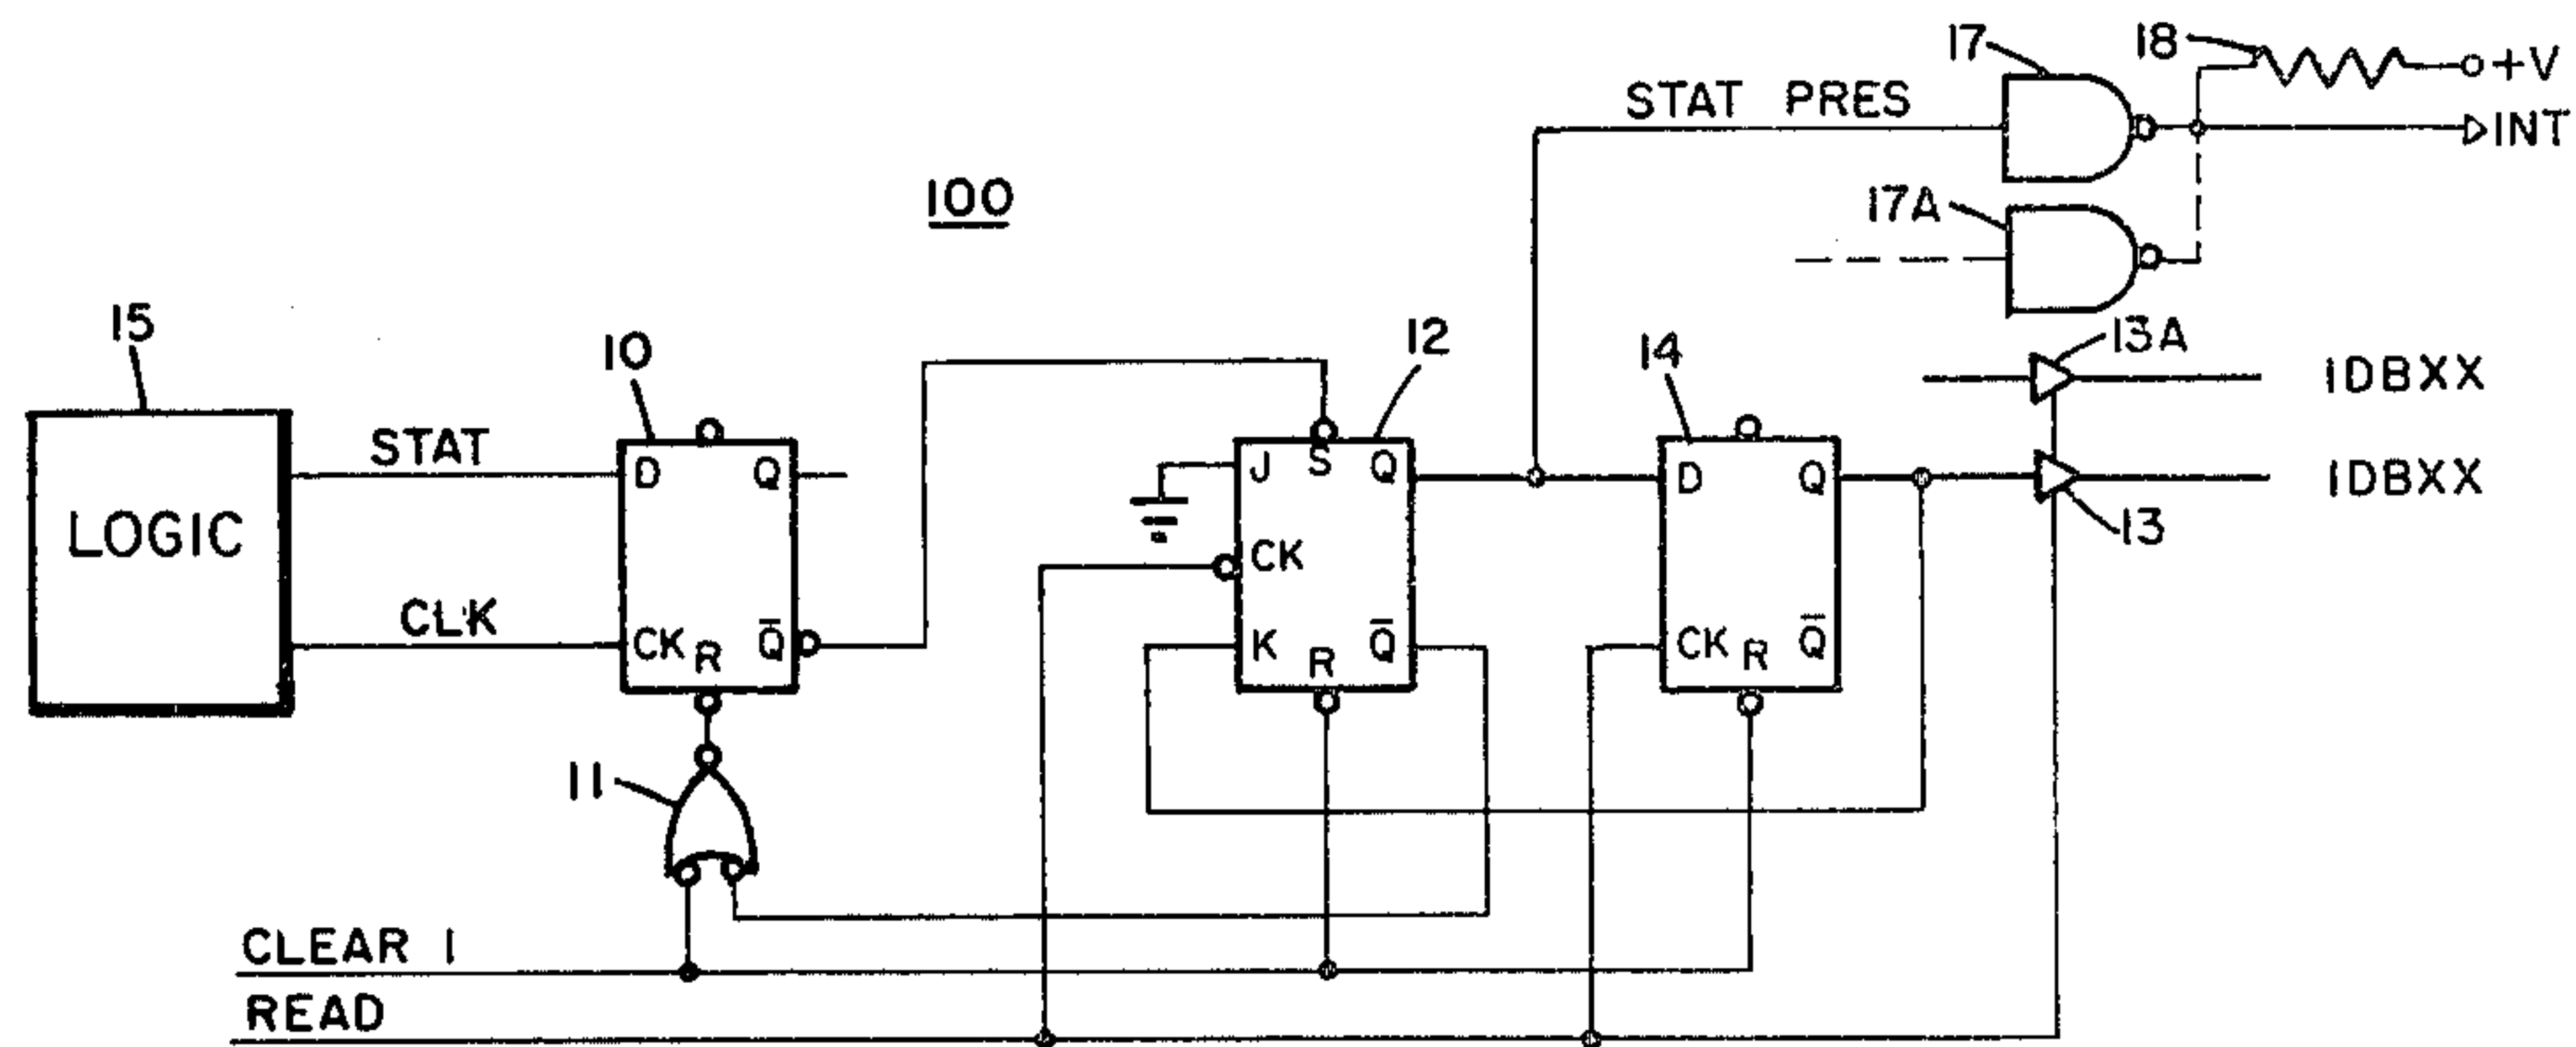 17
18
+V
STAT PRES
INT
100
17A
15
10
12
14
13A
IDBXX
STAT
D
Q
J
S
Q
D
Q
IDBXX
LOGIC
CK
13
CLK
CK
R
Q̅
K
R
Q̅
CK
R
Q̅
11
CLEAR 1
READ